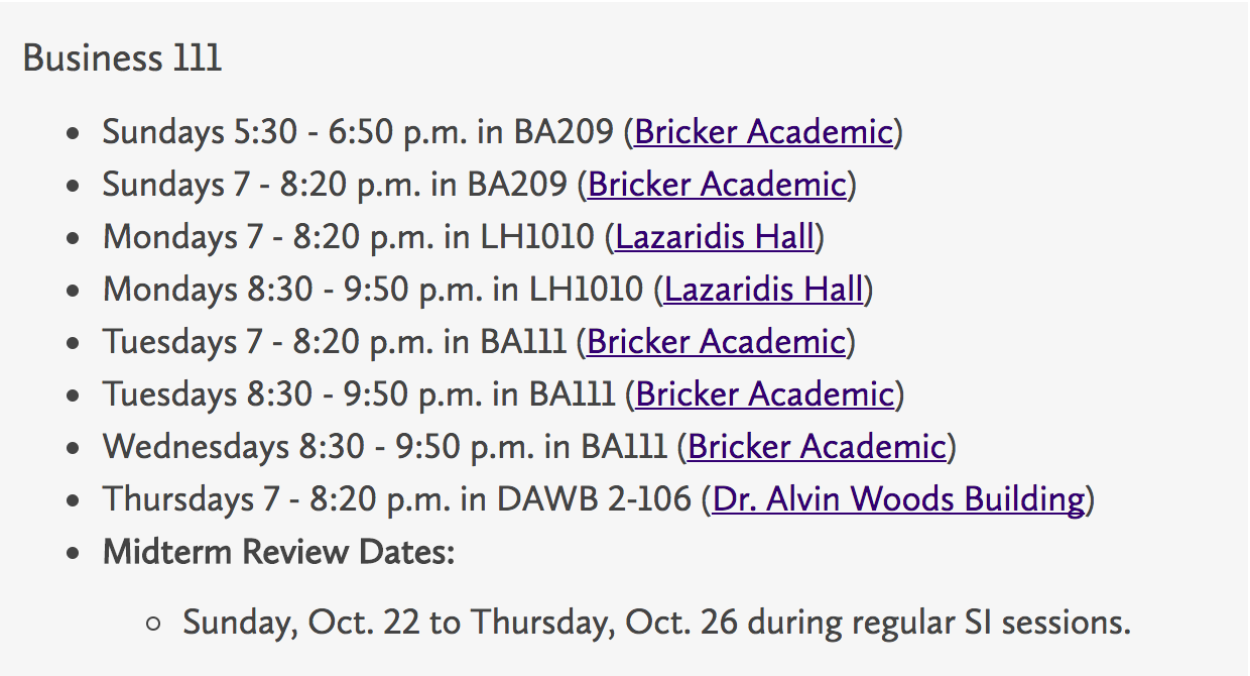 Business 111
• Sundays 5:30 - 6:50 p.m. in BA209 (Bricker Academic)
• Sundays 7 - 8:20 p.m. in BA209 (Bricker Academic)
• Mondays 7 - 8:20 p.m. in LH1010 (Lazaridis Hall)
• Mondays 8:30 - 9:50 p.m. in LH1010 (Lazaridis Hall)
• Tuesdays 7 - 8:20 p.m. in BA111 (Bricker Academic)
• Tuesdays 8:30 - 9:50 p.m. in BA111 (Bricker Academic)
• Wednesdays 8:30 - 9:50 p.m. in BA111 (Bricker Academic)
• Thursdays 7 - 8:20 p.m. in DAWB 2-106 (Dr. Alvin Woods Building)
• Midterm Review Dates:
○ Sunday, Oct. 22 to Thursday, Oct. 26 during regular SI sessions.